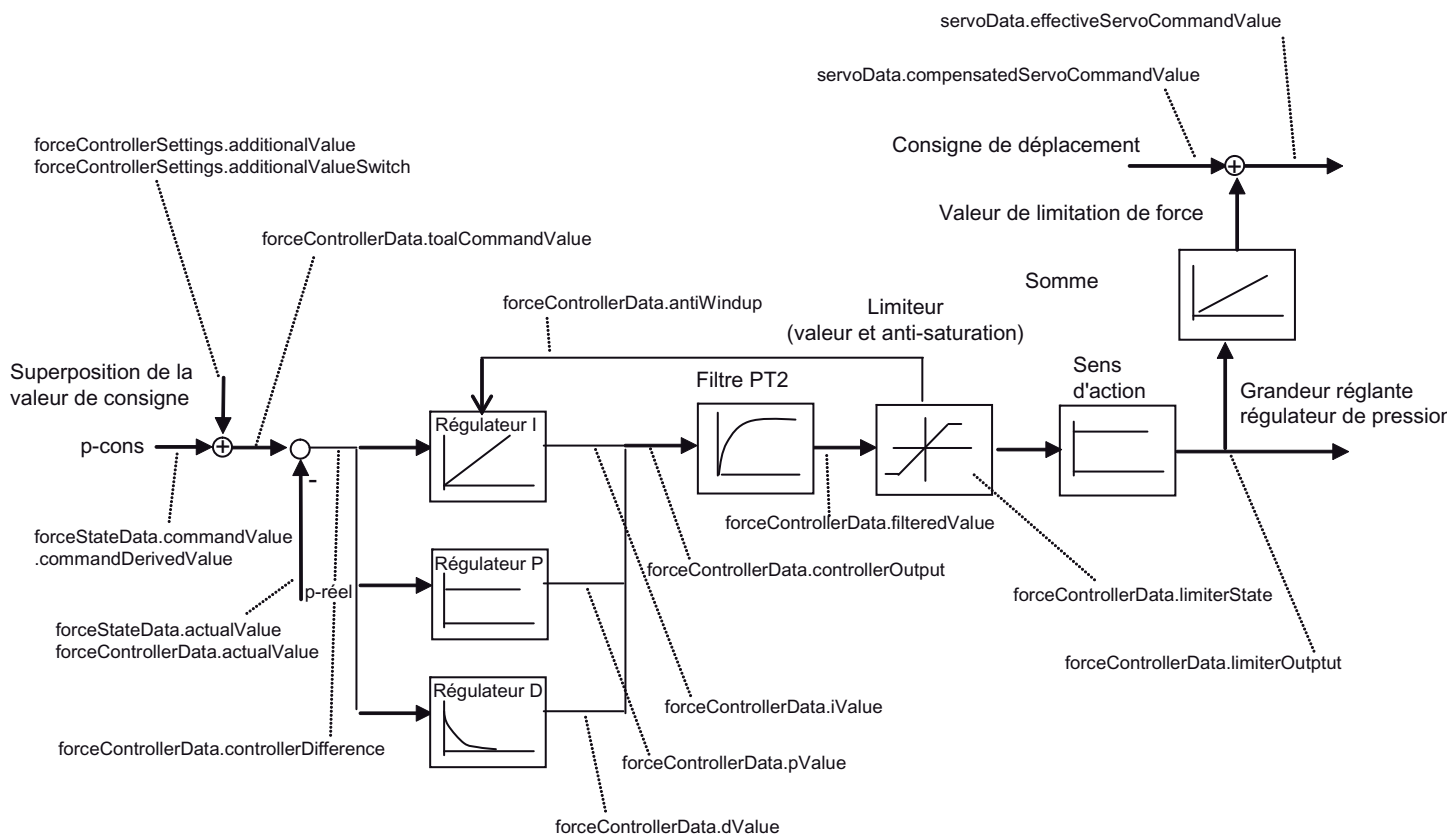 servoData.effectiveServoCommandValue
servoData.compensatedServoCommandValue
forceControllerSettings.additionalValue
forceControllerSettings.additionalValueSwitch
Consigne de déplacement
Valeur de limitation de force
forceControllerData.toalCommandValue
Somme
forceControllerData.antiWindup
Limiteur
(valeur et anti-saturation)
Superposition de la
valeur de consigne
Filtre PT2
Sens
d'action
Grandeur réglante
régulateur de pression
p-cons
Régulateur I
-
forceControllerData.filteredValue
forceStateData.commandValue
.commandDerivedValue
Régulateur P
forceControllerData.controllerOutput
p-réel
forceControllerData.limiterState
forceStateData.actualValue
forceControllerData.actualValue
forceControllerData.limiterOutptut
Régulateur D
forceControllerData.iValue
forceControllerData.controllerDifference
forceControllerData.pValue
forceControllerData.dValue